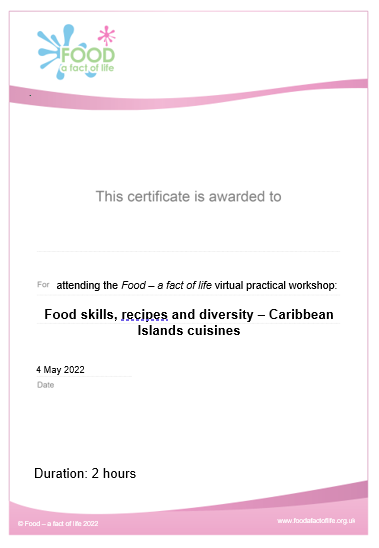 FOOD
a fact of life
This certificate is awarded to
For attending the Food – a fact of life virtual practical workshop:
Food skills, recipes and diversity – Caribbean
Islands cuisines
4 May 2022
Date
Duration: 2 hours
© Food – a fact of life 2022
www.foodafactoflife.org.uk